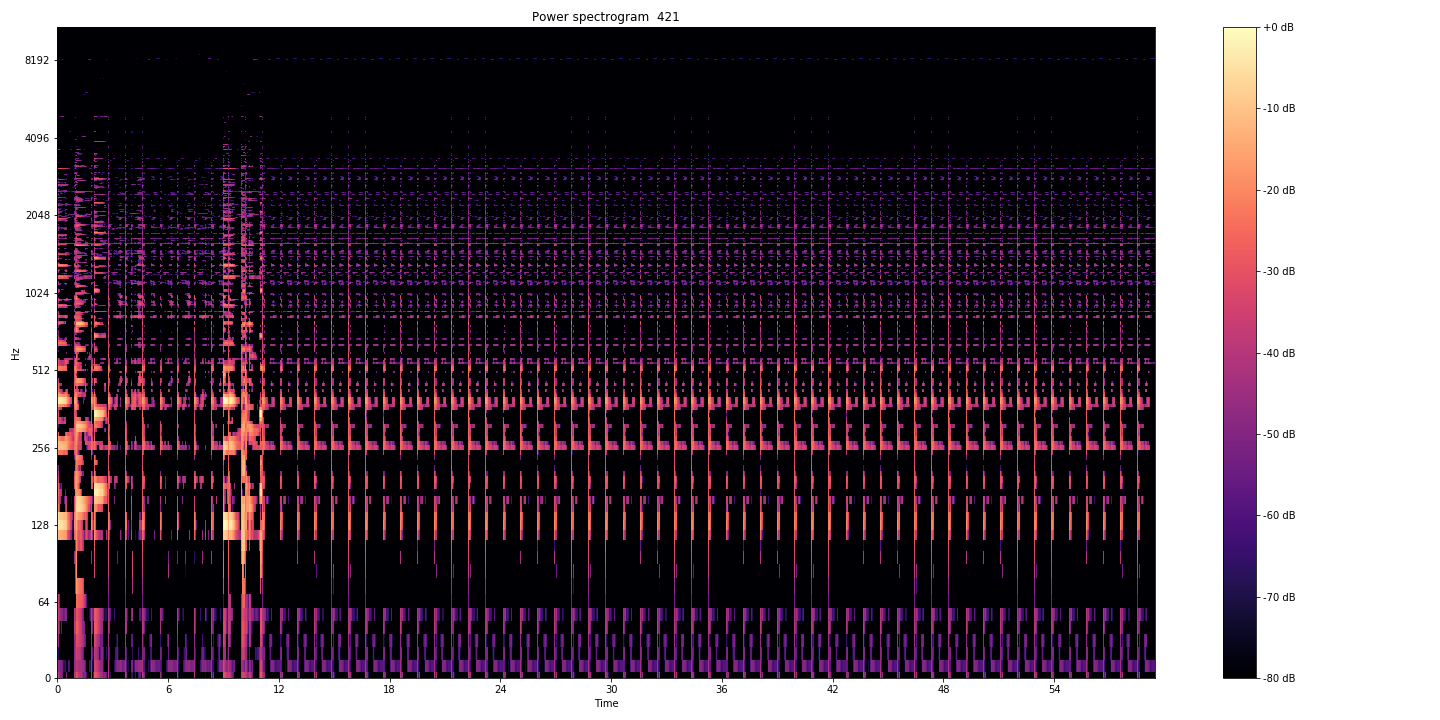 Power spectrogram  421
8192
4096
2048
1024
512
256
128
64
0
Hz
0
6
12
18
24
30
36
42
48
54
Time
+0 dB
-10 dB
-20 dB
-30 dB
-40 dB
-50 dB
-60 dB
-70 dB
-80 dB